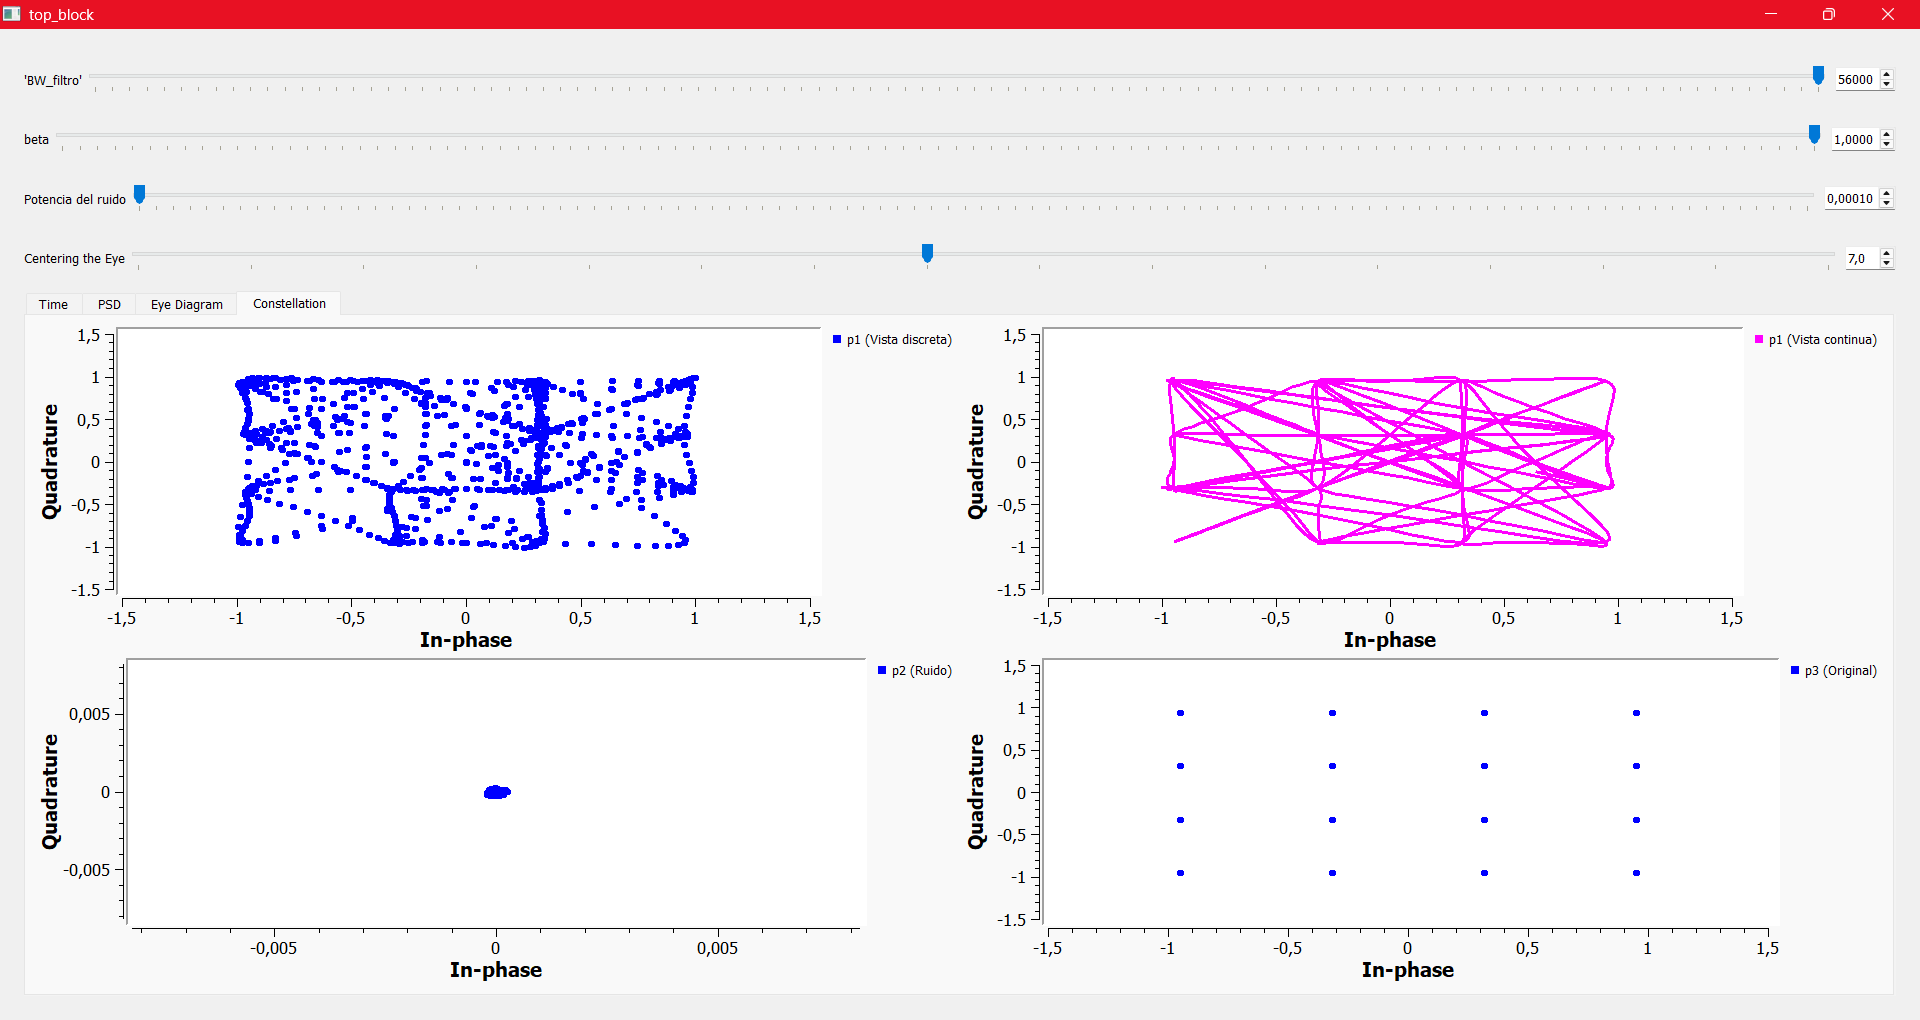 top_block
'BW_filtro'
56000
beta
1,0000
Potencia del ruido
0,00010
Centering the Eye
7,0
Time PSD Eye Diagram Constellation
1,5
1
0,5
0
-0,5
-1
-1.5
Quadrature
-1,5 -1 -0,5 0 0,5 1 1,5
In-phase
p1 (Vista discreta)
1,5
1
0,5
0
-0,5
-1
-1.5
Quadrature
-1,5 -1 -0,5 0 0,5 1 1,5
In-phase
p1 (Vista continua)
0,005
0
-0,005
Quadrature
-0,005 0 0,005
In-phase
p2 (Ruido)
1,5
1
0,5
0
-0,5
-1
-1.5
Quadrature
-1,5 -1 -0,5 0 0,5 1 1,5
In-phase
p3 (Original)